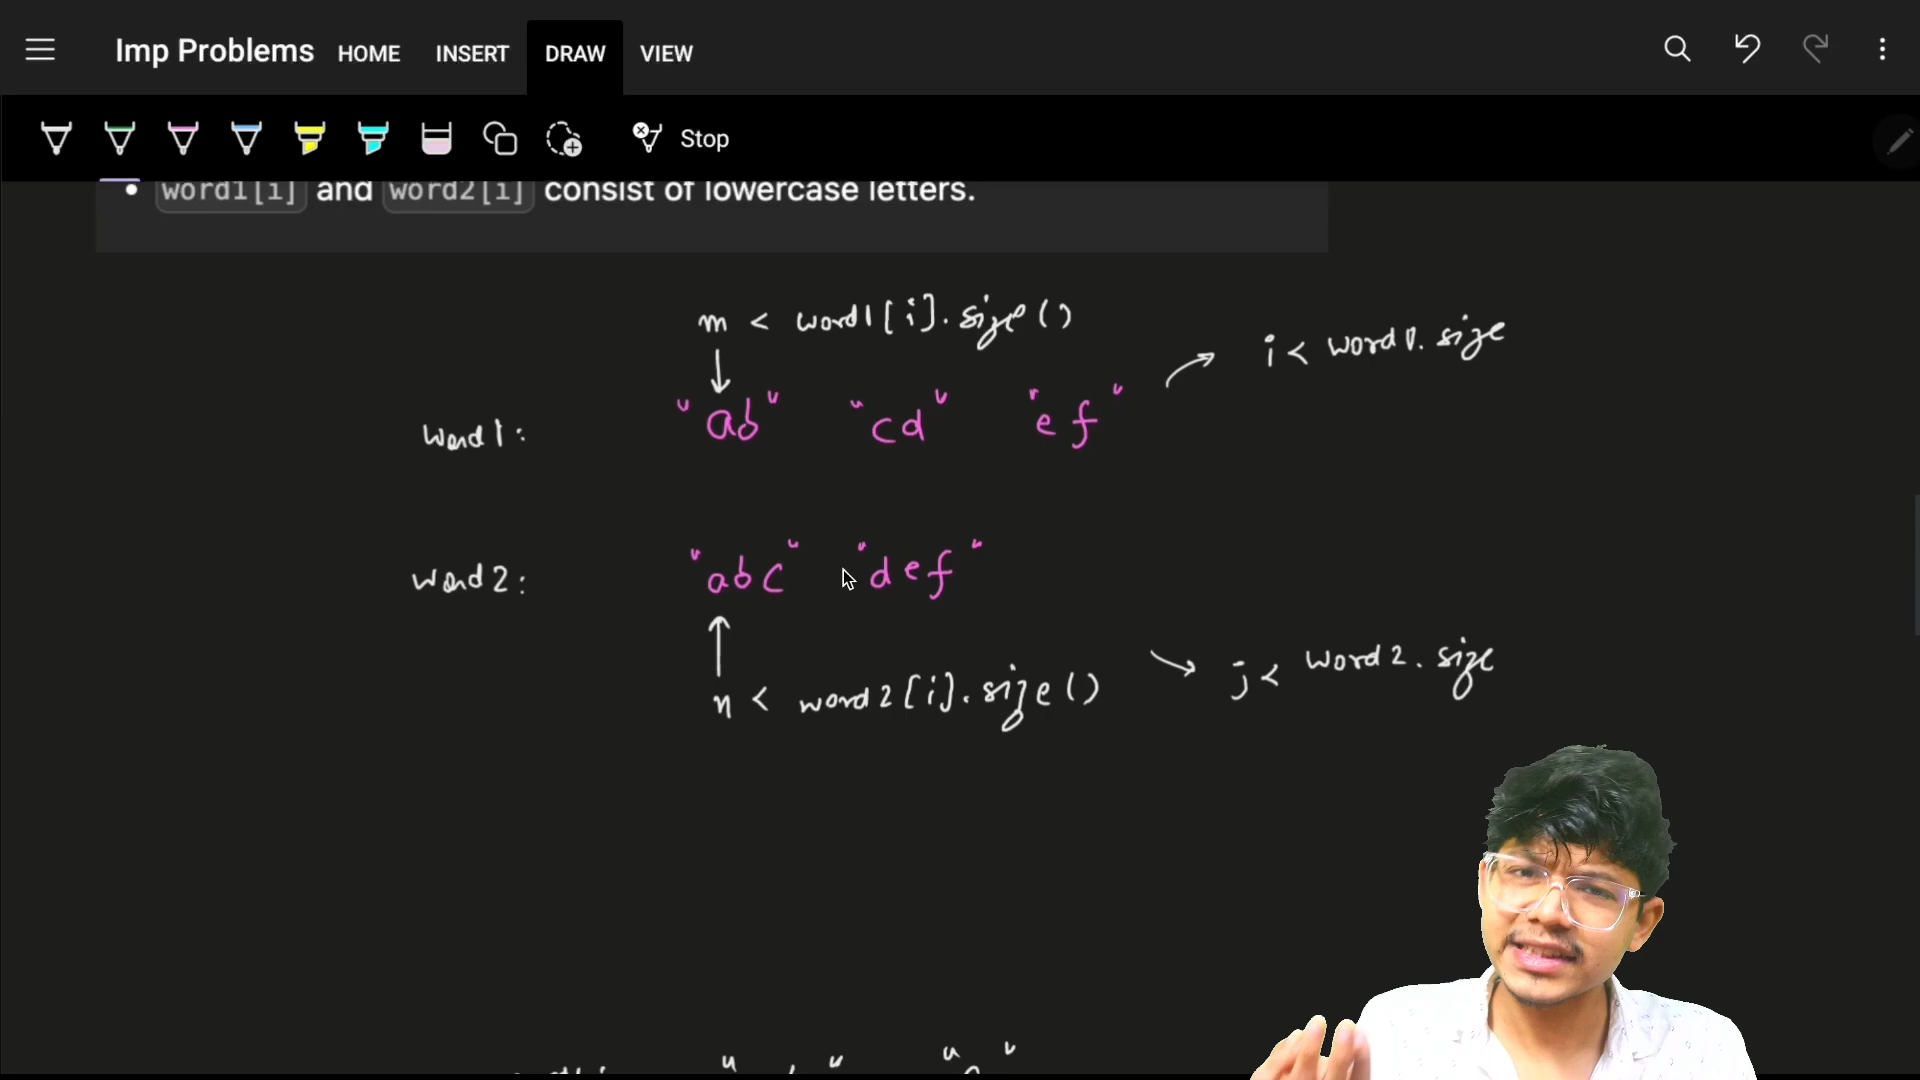 Imp Problems HOME INSERT DRAW VIEW
Stop
word1[i] and word2[i] consist of lowercase letters.
m < word1[i].size()
i < word1.size
word1: "ab" "cd" "ef"
word2: "abc" "def"
n < word2[i].size()
j < word2.size